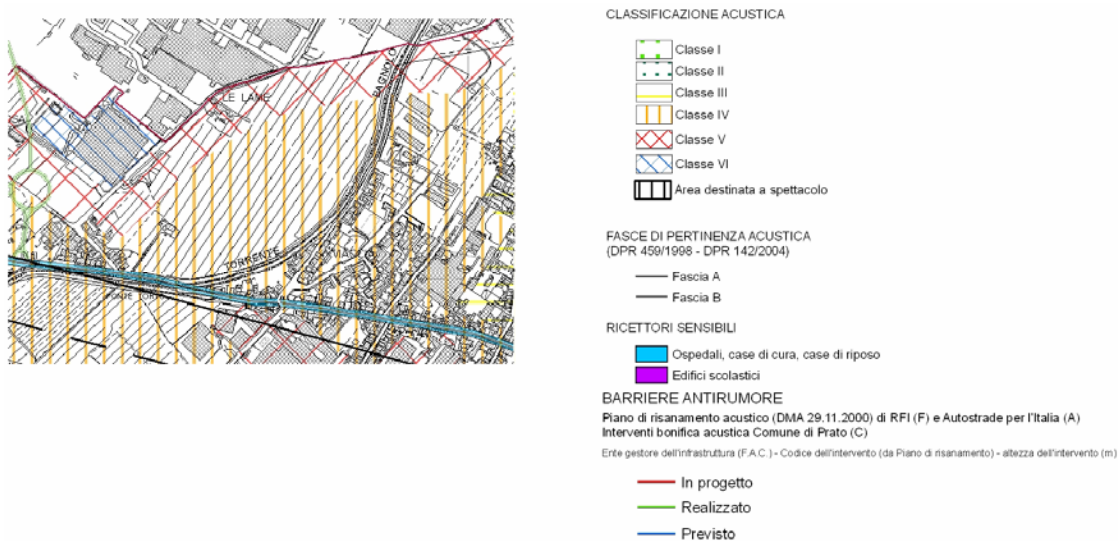 LE LAME
BAGNOLO
TORRENTE
CLASSIFICAZIONE ACUSTICA
Classe I
Classe II
Classe III
Classe IV
Classe V
Classe VI
Area destinata a spettacolo
FASCE DI PERTINENZA ACUSTICA
(DPR 459/1998 - DPR 142/2004)
Fascia A
Fascia B
RICETTORI SENSIBILI
Ospedali, case di cura, case di riposo
Edifici scolastici
BARRIERE ANTIRUMORE
Piano di risanamento acustico (DMA 29.11.2000) di RFI (F) e Autostrade per l'Italia (A)
Interventi bonifica acustica Comune di Prato (C)
Ente gestore dell'infrastruttura (F.A.C.) - Codice dell'intervento (da Piano di risanamento) - altezza dell'intervento (m)
In progetto
Realizzato
Previsto